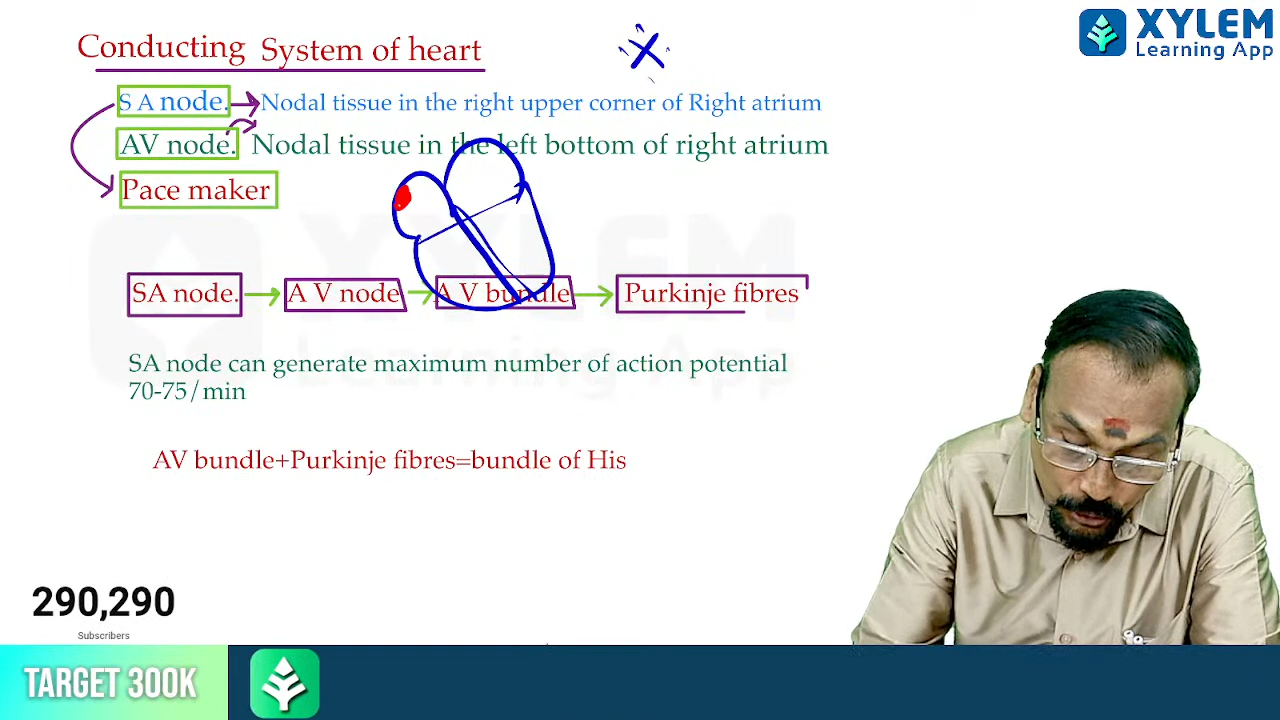 Conducting System of heart
XYLEM
Learning App
S A node. Nodal tissue in the right upper corner of Right atrium
AV node. Nodal tissue in the left bottom of right atrium
Pace maker
XYLEM
Learning App
SA node. A V node A V bundle Purkinje fibres
SA node can generate maximum number of action potential
70-75/min
AV bundle+Purkinje fibres=bundle of His
290,290
Subscribers
TARGET 300K